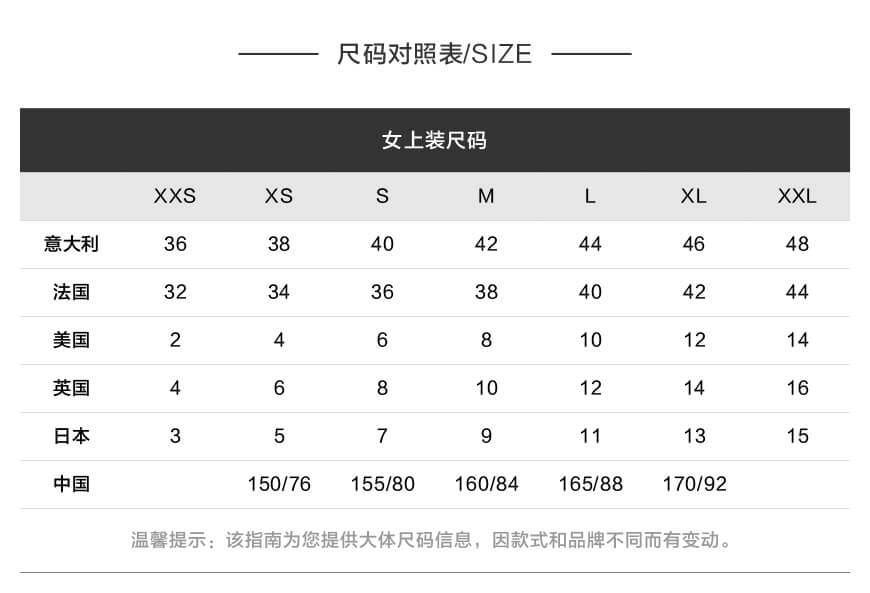 尺码对照表/SIZE
女上装尺码
XXS XS S M L XL XXL
意大利 36 38 40 42 44 46 48
法国 32 34 36 38 40 42 44
美国 2 4 6 8 10 12 14
英国 4 6 8 10 12 14 16
日本 3 5 7 9 11 13 15
中国 150/76 155/80 160/84 165/88 170/92
温馨提示：该指南为您提供大体尺码信息，因款式和品牌不同而有变动。